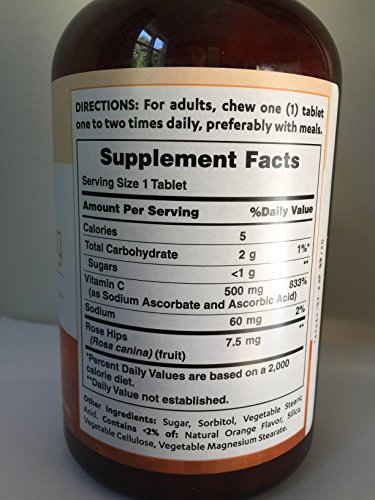 DIRECTIONS: For adults, chew one (1) tablet
one to two times daily, preferably with meals.
Supplement Facts
Serving Size 1 Tablet
Amount Per Serving %Daily Value
Calories 5
Total Carbohydrate 2 g 1%*
Sugars <1 g **
Vitamin C 500 mg 833%
(as Sodium Ascorbate and Ascorbic Acid)
Sodium 60 mg 2%
Rose Hips 7.5 mg **
(Rosa canina) (fruit)
*Percent Daily Values are based on a 2,000
calorie diet.
**Daily Value not established.
Other Ingredients: Sugar, Sorbitol, Vegetable Stearic
Acid. Contains <2% of: Natural Orange Flavor, Silica,
Vegetable Cellulose, Vegetable Magnesium Stearate.
g